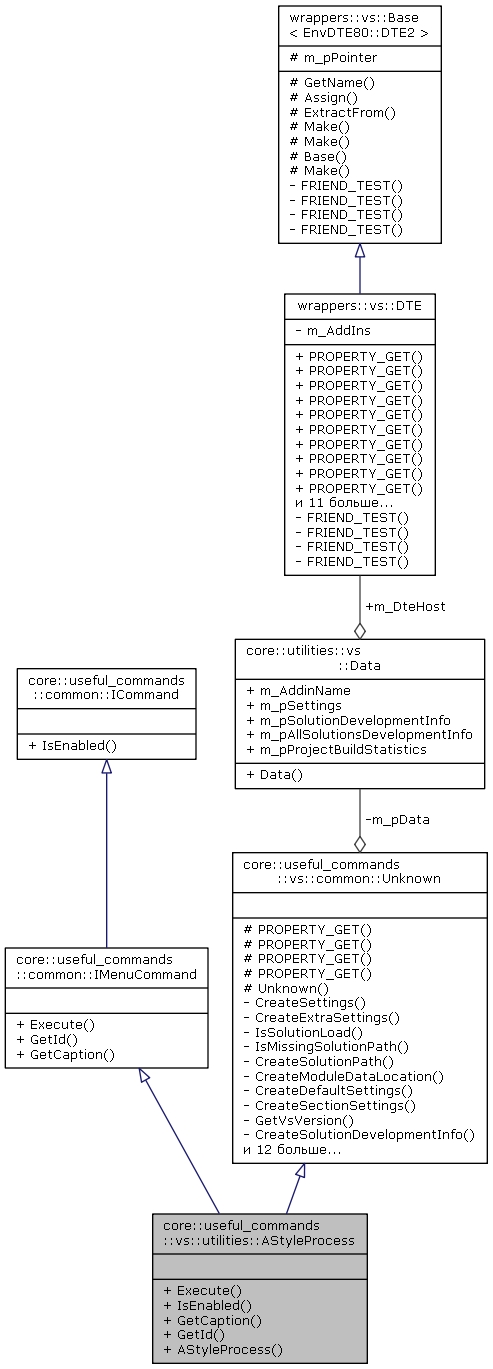 wrappers::vs::Base
< EnvDTE80::DTE2 >
# m_pPointer
# GetName()
# Assign()
# ExtractFrom()
# Make()
# Make()
# Base()
# Make()
- FRIEND_TEST()
- FRIEND_TEST()
- FRIEND_TEST()
- FRIEND_TEST()
wrappers::vs::DTE
- m_AddIns
+ PROPERTY_GET()
+ PROPERTY_GET()
+ PROPERTY_GET()
+ PROPERTY_GET()
+ PROPERTY_GET()
+ PROPERTY_GET()
+ PROPERTY_GET()
+ PROPERTY_GET()
+ PROPERTY_GET()
+ PROPERTY_GET()
и 11 больше...
- FRIEND_TEST()
- FRIEND_TEST()
- FRIEND_TEST()
- FRIEND_TEST()
+m_DteHost
core::utilities::vs
::Data
+ m_AddinName
+ m_pSettings
+ m_pSolutionDevelopmentInfo
+ m_pAllSolutionsDevelopmentInfo
+ m_pProjectBuildStatistics
+ Data()
core::useful_commands
::common::ICommand
+ IsEnabled()
-m_pData
core::useful_commands
::vs::common::Unknown
# PROPERTY_GET()
# PROPERTY_GET()
# PROPERTY_GET()
# PROPERTY_GET()
# Unknown()
- CreateSettings()
- CreateExtraSettings()
- IsSolutionLoad()
- IsMissingSolutionPath()
- CreateSolutionPath()
- CreateModuleDataLocation()
- CreateDefaultSettings()
- CreateSectionSettings()
- GetVsVersion()
- CreateSolutionDevelopmentInfo()
и 12 больше...
core::useful_commands
::common::IMenuCommand
+ Execute()
+ GetId()
+ GetCaption()
core::useful_commands
::vs::utilities::AStyleProcess
+ Execute()
+ IsEnabled()
+ GetCaption()
+ GetId()
+ AStyleProcess()